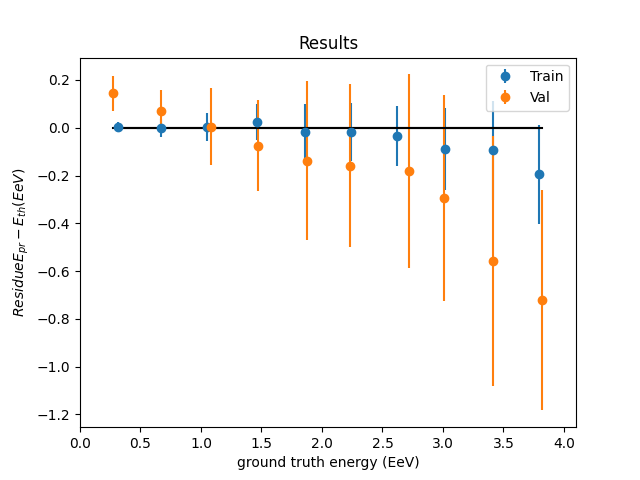 Results
Train
Val
0.2
0.0
−0.2
−0.4
−0.6
−0.8
−1.0
−1.2
ResidueE_{pr} − E_{th}(EeV)
0.0 0.5 1.0 1.5 2.0 2.5 3.0 3.5 4.0
ground truth energy (EeV)